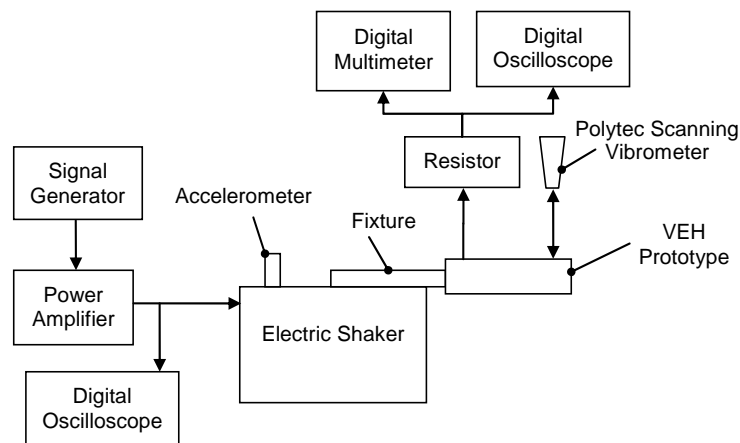 Digital
Multimeter
Digital
Oscilloscope
Polytec Scanning
Vibrometer
Signal
Generator
Resistor
Accelerometer
Fixture
VEH
Prototype
Power
Amplifier
Electric Shaker
Digital
Oscilloscope